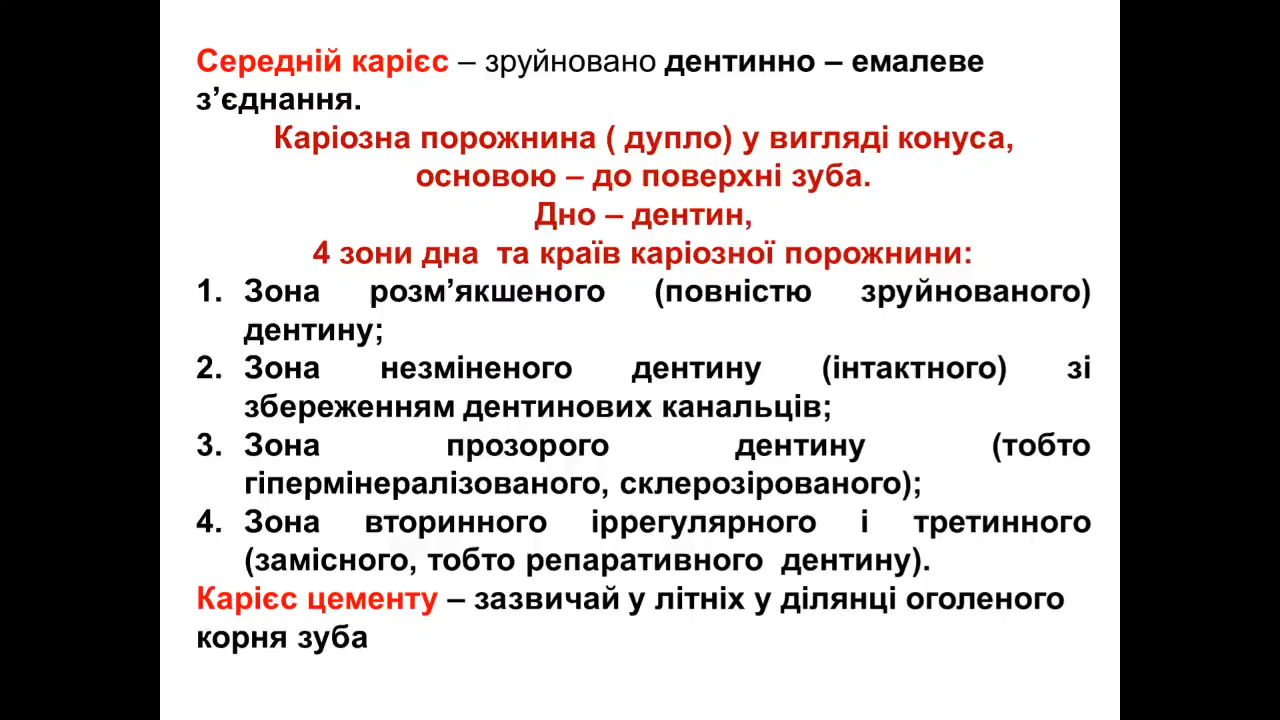 Середній карієс – зруйновано дентинно – емалеве
з’єднання.
Каріозна порожнина ( дупло) у вигляді конуса,
основою – до поверхні зуба.
Дно – дентин,
4 зони дна та країв каріозної порожнини:
1. Зона розм’якшеного (повністю зруйнованого)
дентину;
2. Зона незміненого дентину (інтактного) зі
збереженням дентинових канальців;
3. Зона прозорого дентину (тобто
гіпермінералізованого, склерозірованого);
4. Зона вторинного іррегулярного і третинного
(замісного, тобто репаративного дентину).
Карієс цементу – зазвичай у літніх у ділянці оголеного
корня зуба